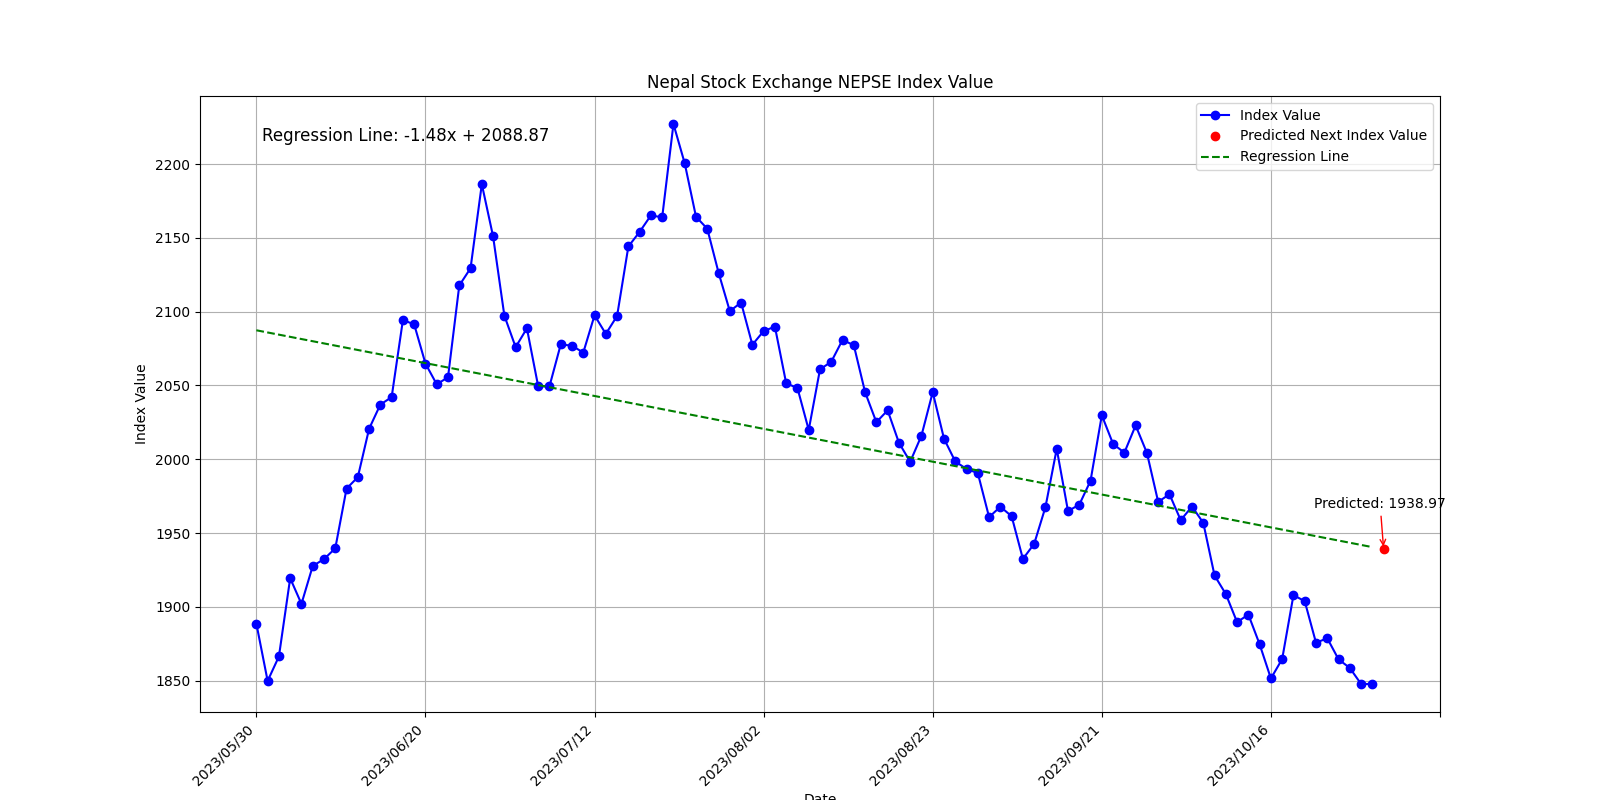 Nepal Stock Exchange NEPSE Index Value
Regression Line: -1.48x + 2088.87
Index Value
Predicted Next Index Value
Regression Line
2200
2150
2100
2050
2000
1950
1900
1850
Index Value
Predicted: 1938.97
2023/05/30
2023/06/20
2023/07/12
2023/08/02
2023/08/23
2023/09/21
2023/10/16
Date